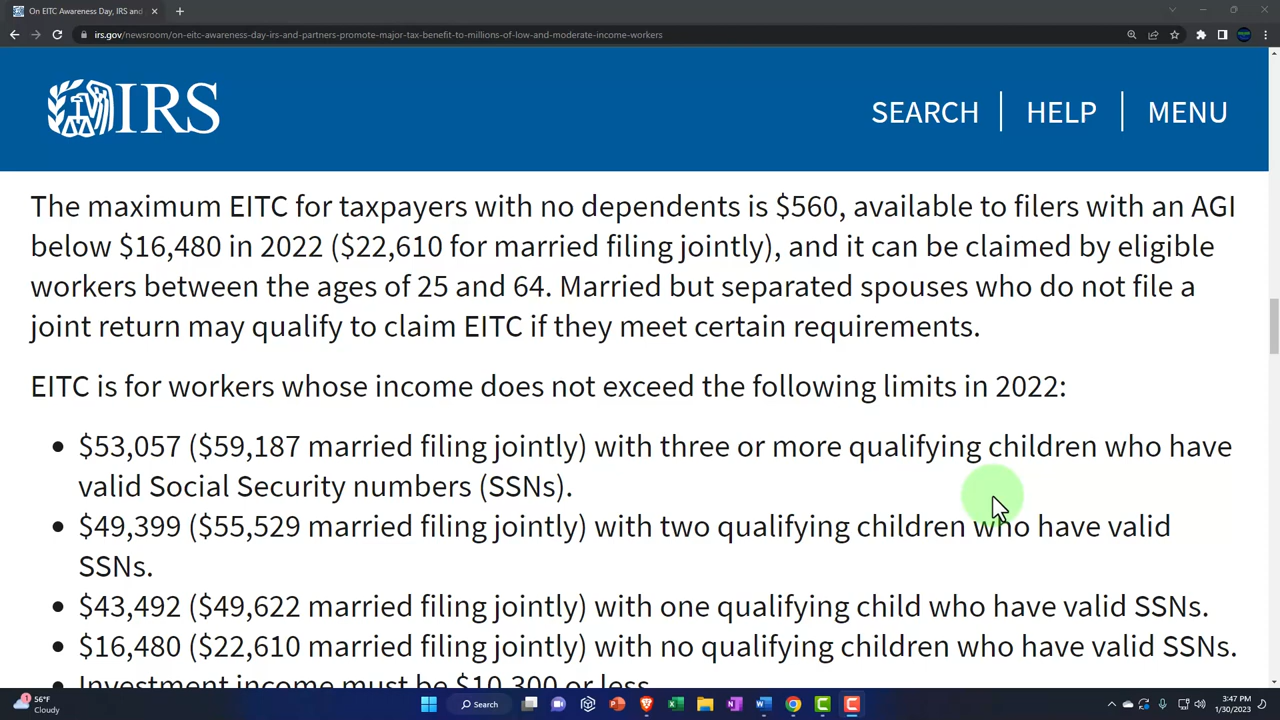 On EITC Awareness Day, IRS and
irs.gov/newsroom/on-eitc-awareness-day-irs-and-partners-promote-major-tax-benefit-to-millions-of-low-and-moderate-income-workers
IRS
SEARCH HELP MENU
The maximum EITC for taxpayers with no dependents is $560, available to filers with an AGI
below $16,480 in 2022 ($22,610 for married filing jointly), and it can be claimed by eligible
workers between the ages of 25 and 64. Married but separated spouses who do not file a
joint return may qualify to claim EITC if they meet certain requirements.
EITC is for workers whose income does not exceed the following limits in 2022:
• $53,057 ($59,187 married filing jointly) with three or more qualifying children who have
valid Social Security numbers (SSNs).
• $49,399 ($55,529 married filing jointly) with two qualifying children who have valid
SSNs.
• $43,492 ($49,622 married filing jointly) with one qualifying child who have valid SSNs.
• $16,480 ($22,610 married filing jointly) with no qualifying children who have valid SSNs.
• Investment income must be $10,300 or less
1
56°F
Cloudy
Search
3:47 PM
1/30/2023